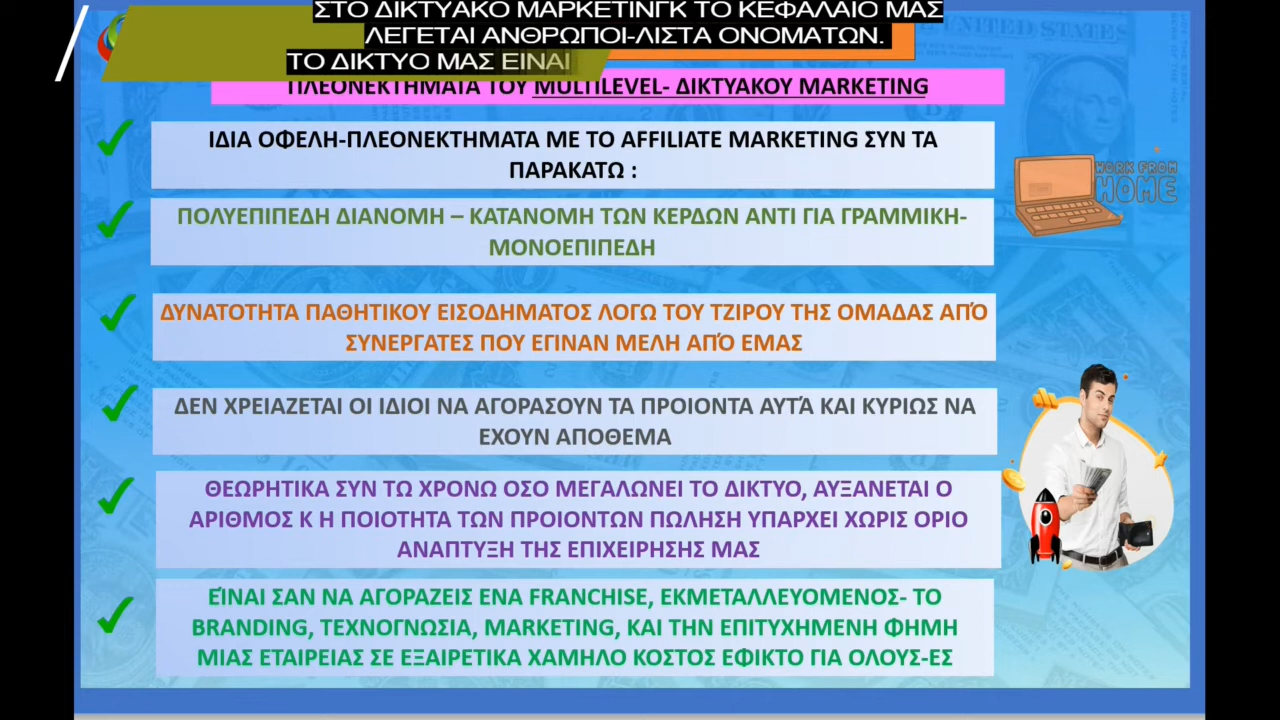 ΣΤΟ ΔΙΚΤΥΑΚΟ ΜΑΡΚΕΤΙΝΓΚ ΤΟ ΚΕΦΑΛΑΙΟ ΜΑΣ
ΛΕΓΕΤΑΙ ΑΝΘΡΩΠΟΙ-ΛΙΣΤΑ ΟΝΟΜΑΤΩΝ.
ΤΟ ΔΙΚΤΥΟ ΜΑΣ ΕΙΝΑΙ
ΠΛΕΟΝΕΚΤΗΜΑΤΑ ΤΟΥ MULTILEVEL- ΔΙΚΤΥΑΚΟΥ MARKETING
ΙΔΙΑ ΟΦΕΛΗ-ΠΛΕΟΝΕΚΤΗΜΑΤΑ ΜΕ ΤΟ AFFILIATE MARKETING ΣΥΝ ΤΑ
ΠΑΡΑΚΑΤΩ :
WORK FROM
HOME
ΠΟΛΥΕΠΙΠΕΔΗ ΔΙΑΝΟΜΗ – ΚΑΤΑΝΟΜΗ ΤΩΝ ΚΕΡΔΩΝ ΑΝΤΙ ΓΙΑ ΓΡΑΜΜΙΚΗ-
ΜΟΝΟΕΠΙΠΕΔΗ
ΔΥΝΑΤΟΤΗΤΑ ΠΑΘΗΤΙΚΟΥ ΕΙΣΟΔΗΜΑΤΟΣ ΛΟΓΩ ΤΟΥ ΤΖΙΡΟΥ ΤΗΣ ΟΜΑΔΑΣ ΑΠΌ
ΣΥΝΕΡΓΑΤΕΣ ΠΟΥ ΕΓΙΝΑΝ ΜΕΛΗ ΑΠΌ ΕΜΑΣ
ΔΕΝ ΧΡΕΙΑΖΕΤΑΙ ΟΙ ΙΔΙΟΙ ΝΑ ΑΓΟΡΑΣΟΥΝ ΤΑ ΠΡΟΙΟΝΤΑ ΑΥΤΆ ΚΑΙ ΚΥΡΙΩΣ ΝΑ
ΕΧΟΥΝ ΑΠΟΘΕΜΑ
ΘΕΩΡΗΤΙΚΑ ΣΥΝ ΤΩ ΧΡΟΝΩ ΟΣΟ ΜΕΓΑΛΩΝΕΙ ΤΟ ΔΙΚΤΥΟ, ΑΥΞΑΝΕΤΑΙ Ο
ΑΡΙΘΜΟΣ Κ Η ΠΟΙΟΤΗΤΑ ΤΩΝ ΠΡΟΙΟΝΤΩΝ ΠΩΛΗΣΗ ΥΠΑΡΧΕΙ ΧΩΡΙΣ ΟΡΙΟ
ΑΝΑΠΤΥΞΗ ΤΗΣ ΕΠΙΧΕΙΡΗΣΗΣ ΜΑΣ
ΕΊΝΑΙ ΣΑΝ ΝΑ ΑΓΟΡΑΖΕΙΣ ΕΝΑ FRANCHISE, ΕΚΜΕΤΑΛΛΕΥΟΜΕΝΟΣ- ΤΟ
BRANDING, ΤΕΧΝΟΓΝΩΣΙΑ, MARKETING, ΚΑΙ ΤΗΝ ΕΠΙΤΥΧΗΜΕΝΗ ΦΗΜΗ
ΜΙΑΣ ΕΤΑΙΡΕΙΑΣ ΣΕ ΕΞΑΙΡΕΤΙΚΑ ΧΑΜΗΛΟ ΚΟΣΤΟΣ ΕΦΙΚΤΟ ΓΙΑ ΟΛΟΥΣ-ΕΣ